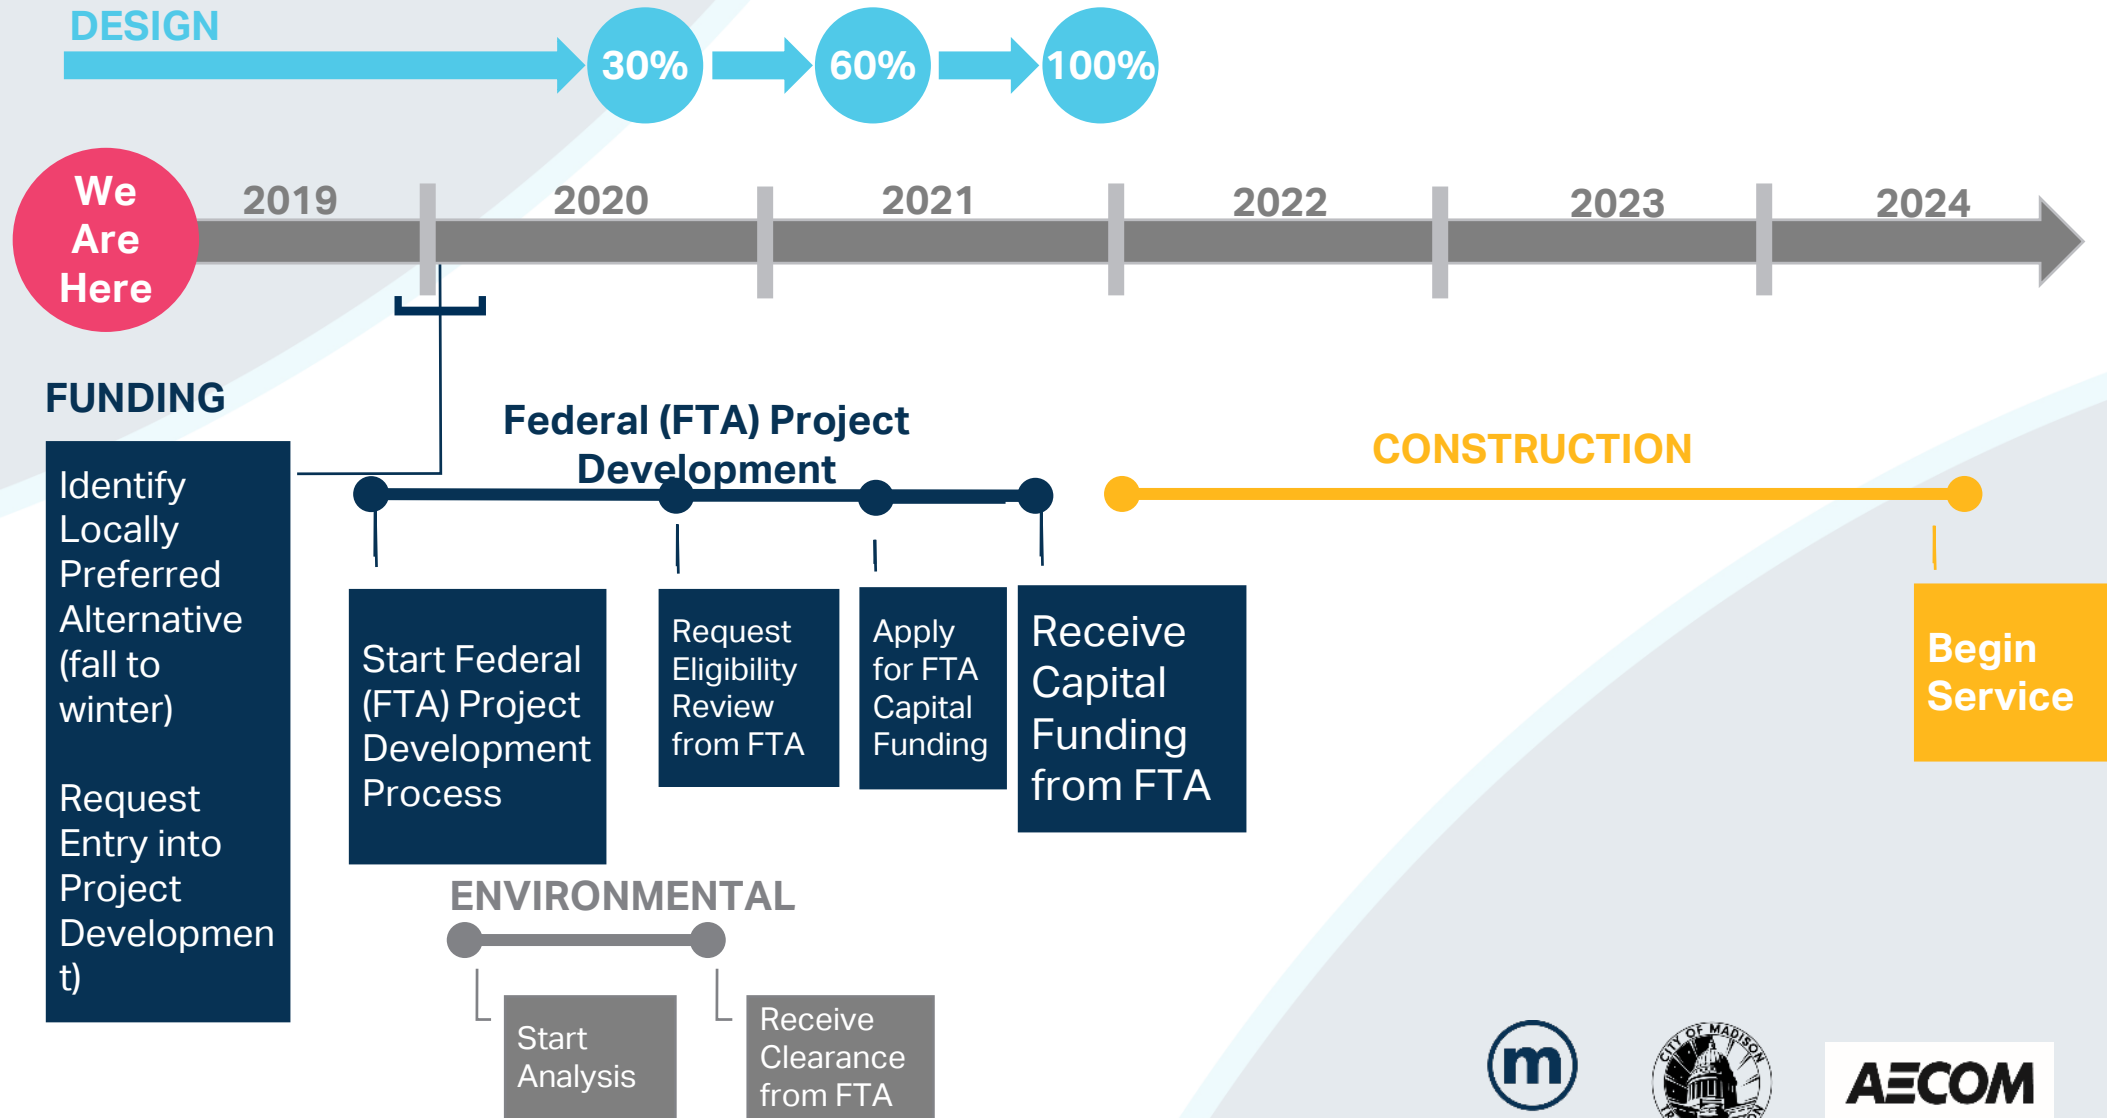 DESIGN
30%
60%
100%
We
Are
Here
2019
2020
2021
2022
2023
2024
FUNDING
Identify
Locally
Preferred
Alternative
(fall to
winter)
Request
Entry into
Project
Developmen
t)
Federal (FTA) Project
Development
Start Federal
(FTA) Project
Development
Process
Request
Eligibility
Review
from FTA
Apply
for FTA
Capital
Funding
Receive
Capital
Funding
from FTA
CONSTRUCTION
Begin
Service
ENVIRONMENTAL
Start
Analysis
Receive
Clearance
from FTA
m
CITY OF MADISON
AECOM